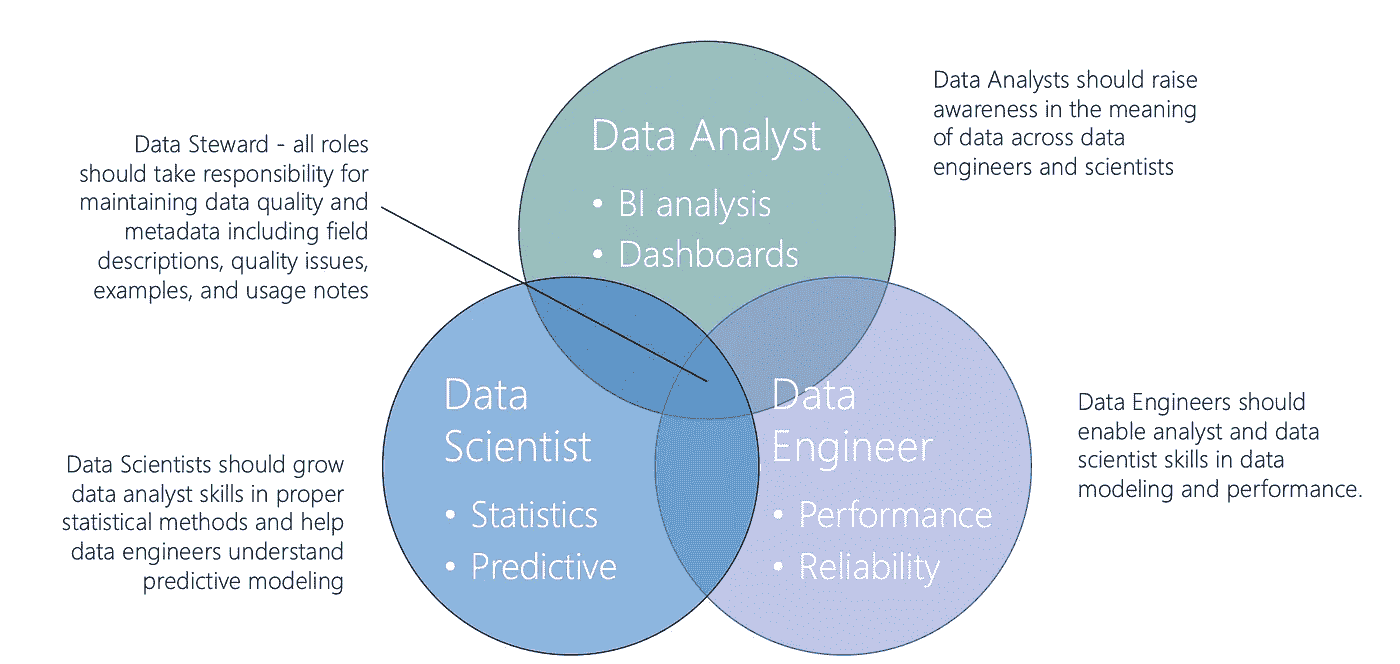 Data Steward - all roles
should take responsibility for
maintaining data quality and
metadata including field
descriptions, quality issues,
examples, and usage notes
Data Analyst
• BI analysis
• Dashboards
Data Analysts should raise
awareness in the meaning
of data across data
engineers and scientists
Data Scientists should grow
data analyst skills in proper
statistical methods and help
data engineers understand
predictive modeling
Data
Scientist
• Statistics
• Predictive
Data
Engineer
• Performance
• Reliability
Data Engineers should
enable analyst and data
scientist skills in data
modeling and performance.